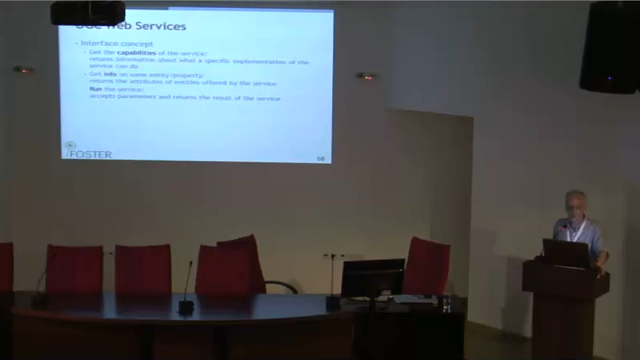 OGC Web Services
- Interface concept
- Get the capabilities of the service:
returns information about what a specific implementation of the
service can do
- Get info on some entity/property:
returns the attributes of entities offered by the service
Run the service:
accepts parameters and returns the result of the service
iFOSTER
68